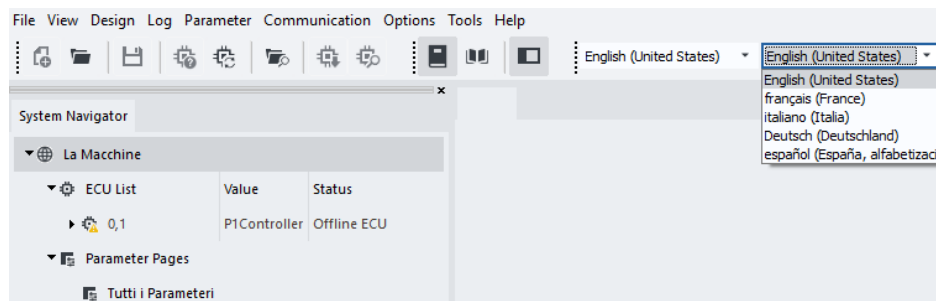 File View Design Log Parameter Communication Options Tools Help
English (United States) English (United States)
English (United States)
français (France)
italiano (Italia)
Deutsch (Deutschland)
español (España, alfabetizaci
System Navigator
La Macchine
ECU List Value Status
0,1 P1Controller Offline ECU
Parameter Pages
Tutti i Parameteri